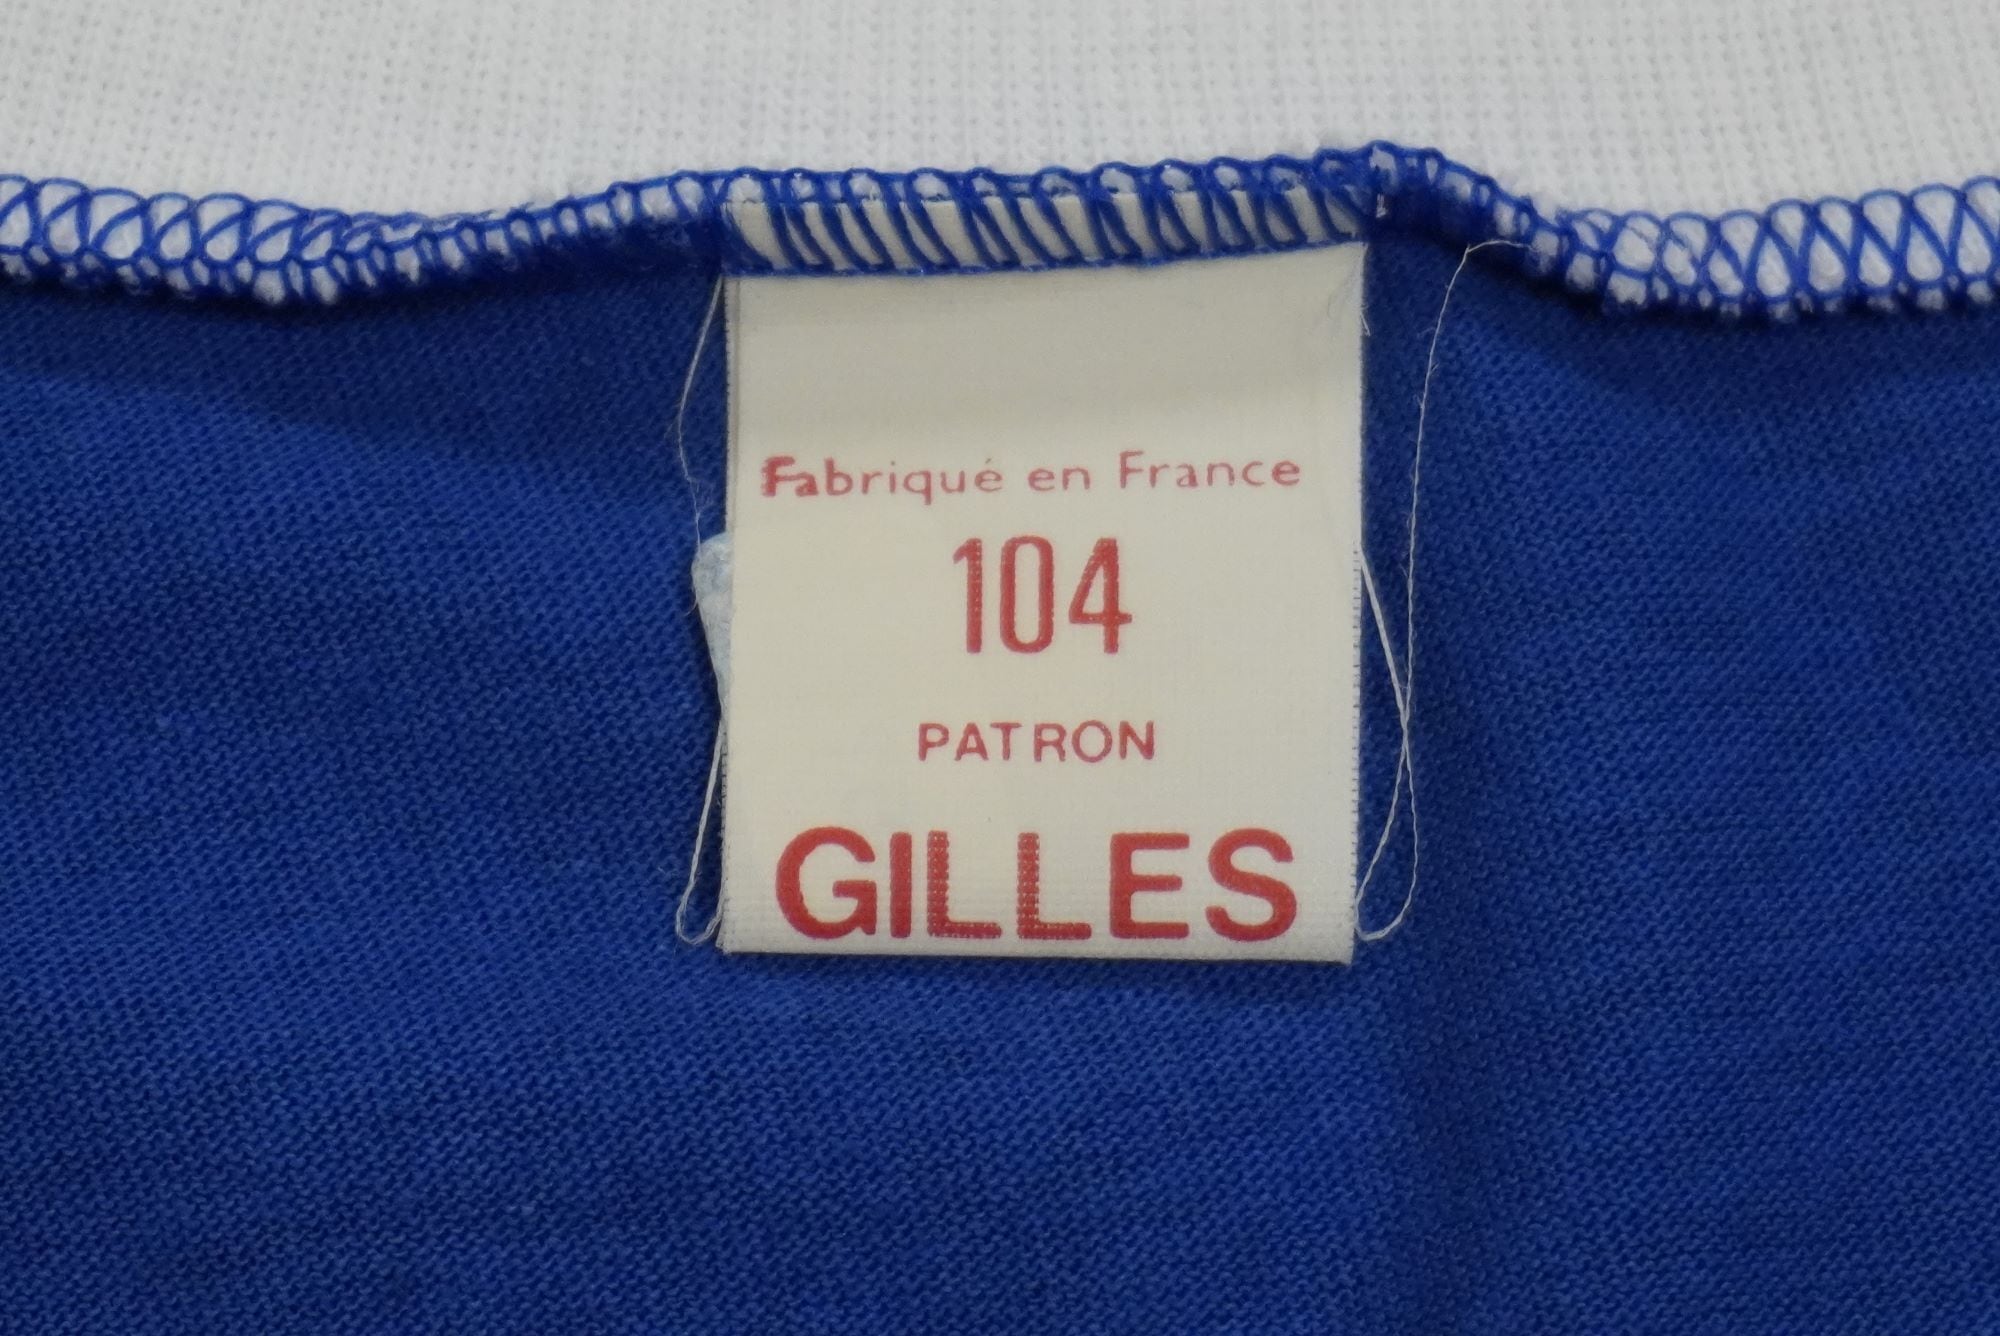 Fabriqué en France
104
PATRON
GILLES